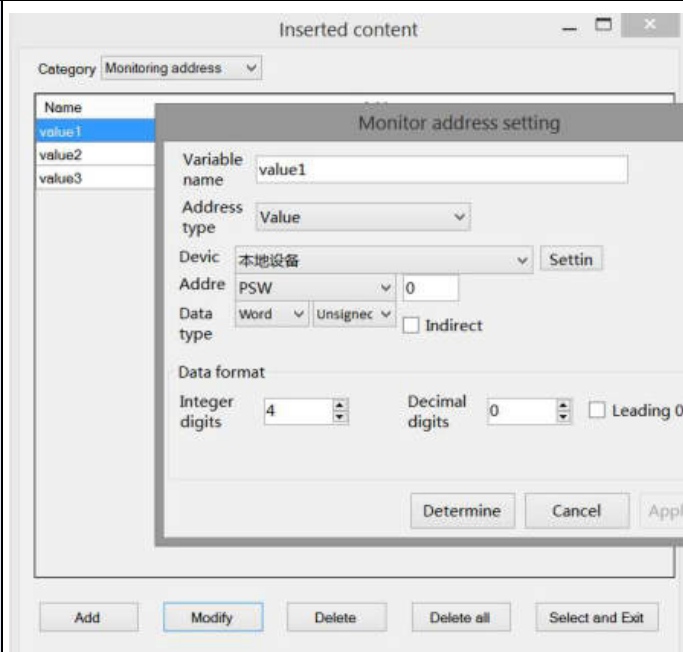 Inserted content
Category Monitoring address
Name
Monitor address setting
value1
value2
value3
Variable name value1
Address type Value
Devic 本地设备 Settin
Addre PSW 0
Data type Word Unsignec Indirect
Data format
Integer digits 4 Decimal digits 0 Leading 0
Determine Cancel Appl
Add Modify Delete Delete all Select and Exit